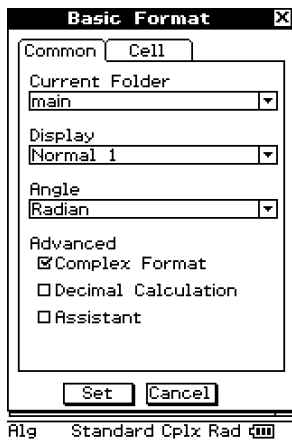 Basic Format
Common Cell
Current Folder
main
Display
Normal 1
Angle
Radian
Advanced
Complex Format
Decimal Calculation
Assistant
Set Cancel
Alg Standard Cplx Rad